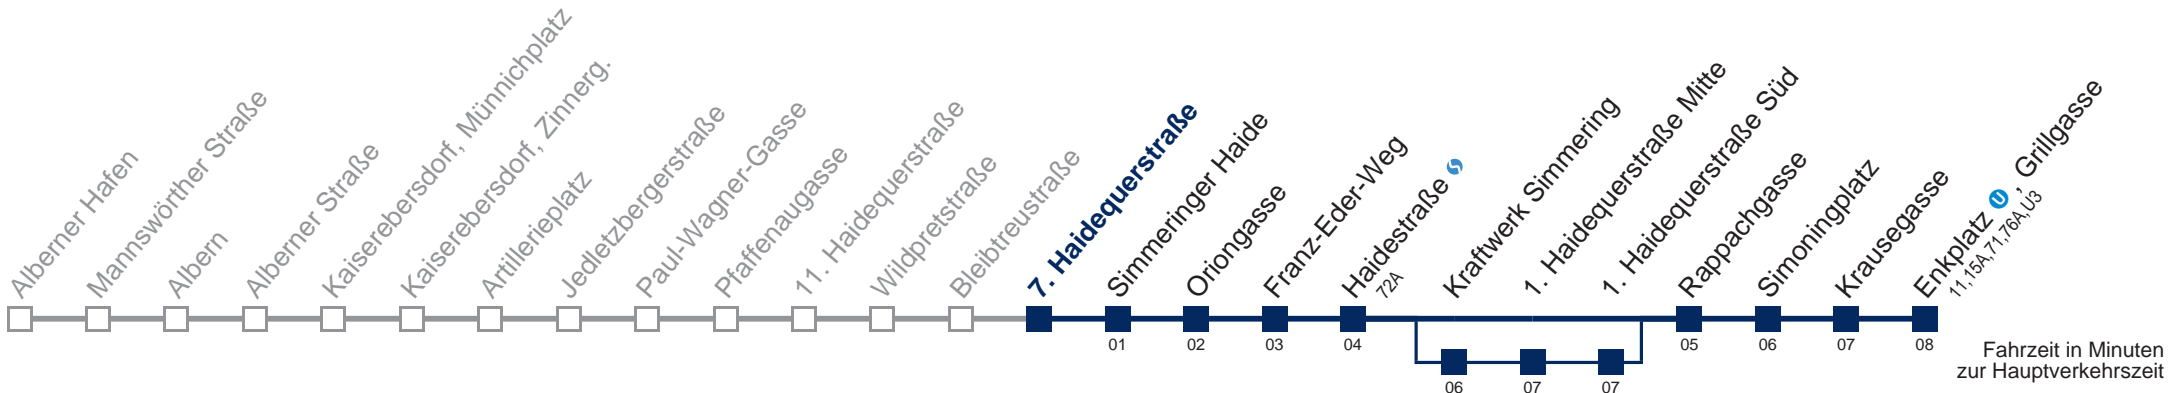 Alberner Hafen
Mannswörther Straße
Albern
Alberner Straße
Kaiserebersdorf, Münnichplatz
Kaiserebersdorf, Zinnerg.
Artillerieplatz
Jedletzbergerstraße
Paul-Wagner-Gasse
Pfaffenaugasse
11. Haidequerstraße
Wildpretstraße
Bleibtreustraße
7. Haidequerstraße
Simmeringer Haide
Oriongasse
Franz-Eder-Weg
Haidestraße S
72A
Kraftwerk Simmering
1. Haidequerstraße Mitte
1. Haidequerstraße Süd
Rappachgasse
Simoningplatz
Krausegasse
Enkplatz U, Grillgasse
11,15A,71,76A,U3
01
02
03
04
05
06
07
08
06
07
07
Fahrzeit in Minuten
zur Hauptverkehrszeit